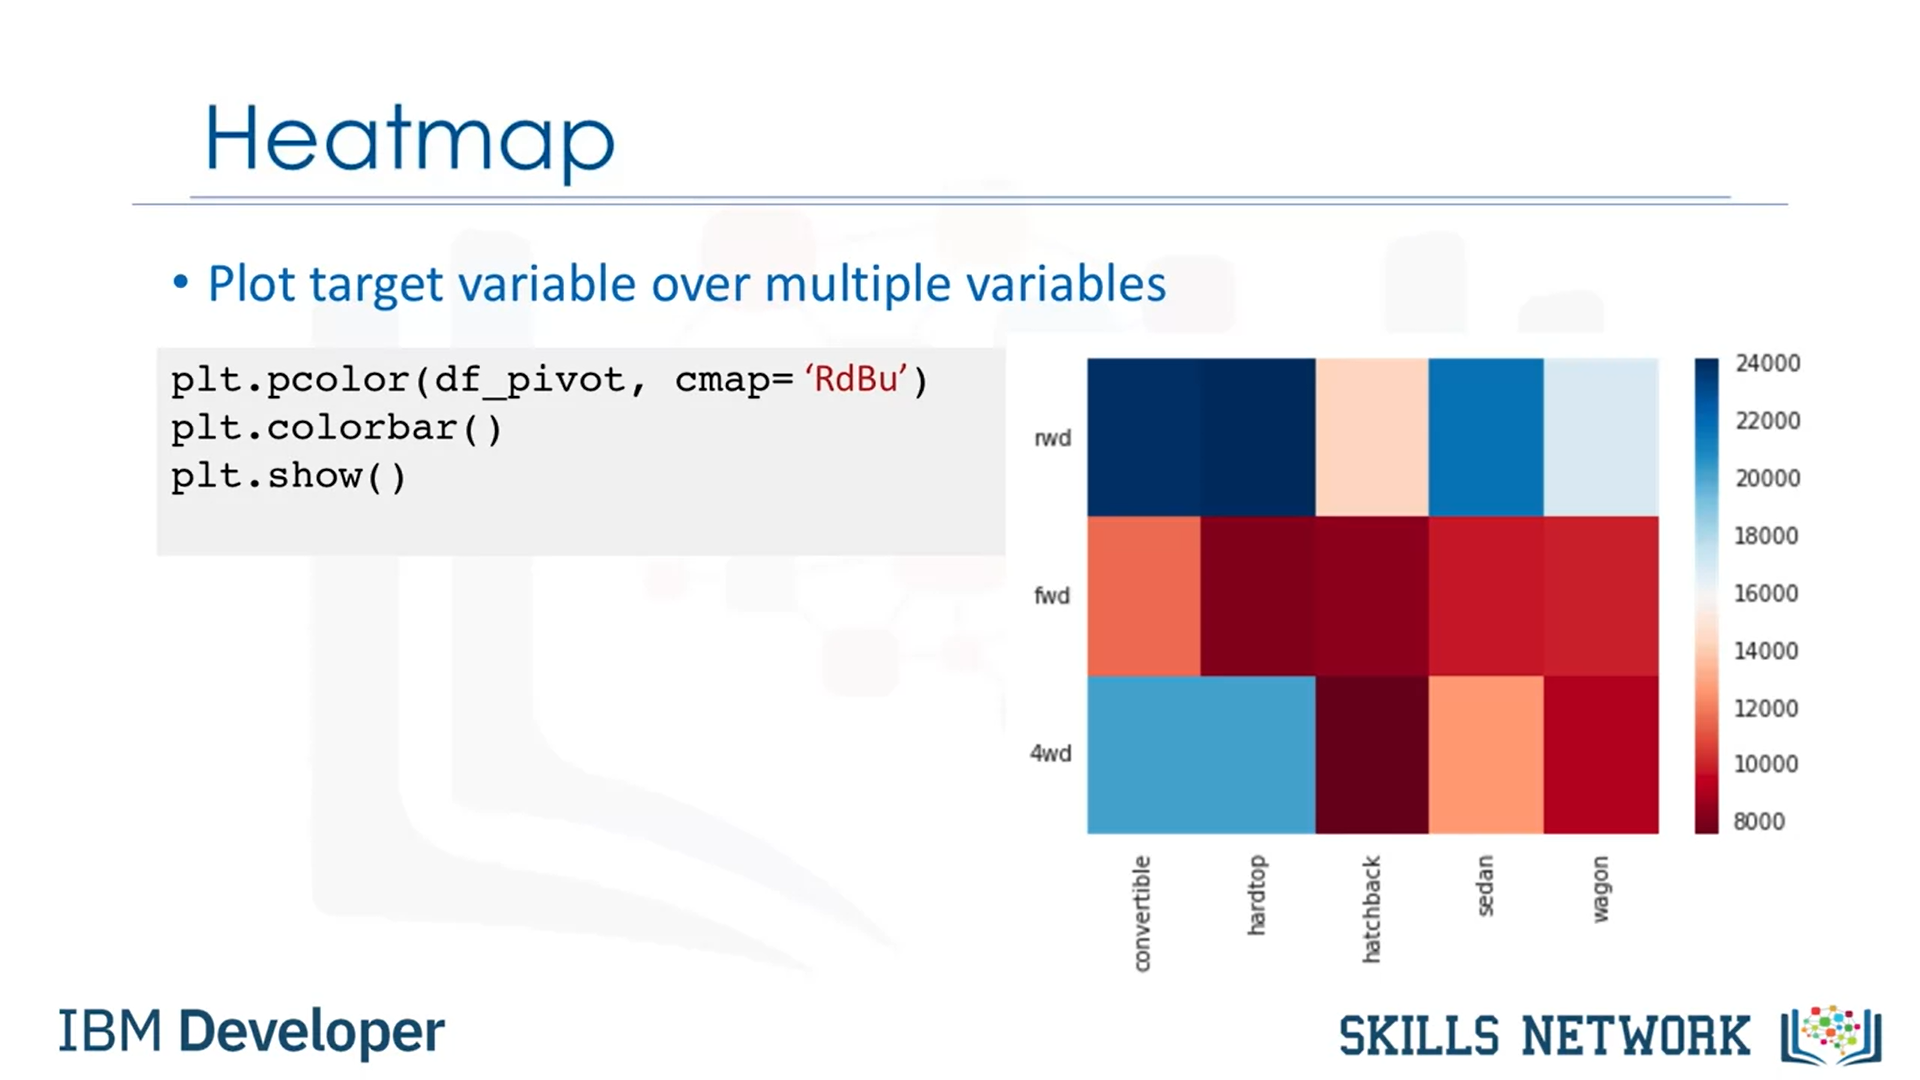 Heatmap
• Plot target variable over multiple variables
plt.pcolor(df_pivot, cmap= ‘RdBu’)
plt.colorbar()
plt.show()
rwd
fwd
4wd
convertible
hardtop
hatchback
sedan
wagon
24000
22000
20000
18000
16000
14000
12000
10000
8000
IBM Developer
SKILLS NETWORK